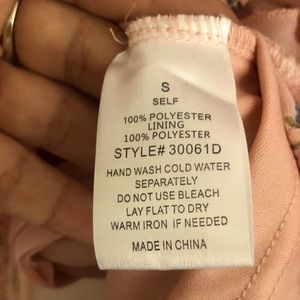 S
SELF
100% POLYESTER
LINING
100% POLYESTER
STYLE# 30061D
HAND WASH COLD WATER
SEPARATELY
DO NOT USE BLEACH
LAY FLAT TO DRY
WARM IRON IF NEEDED
MADE IN CHINA